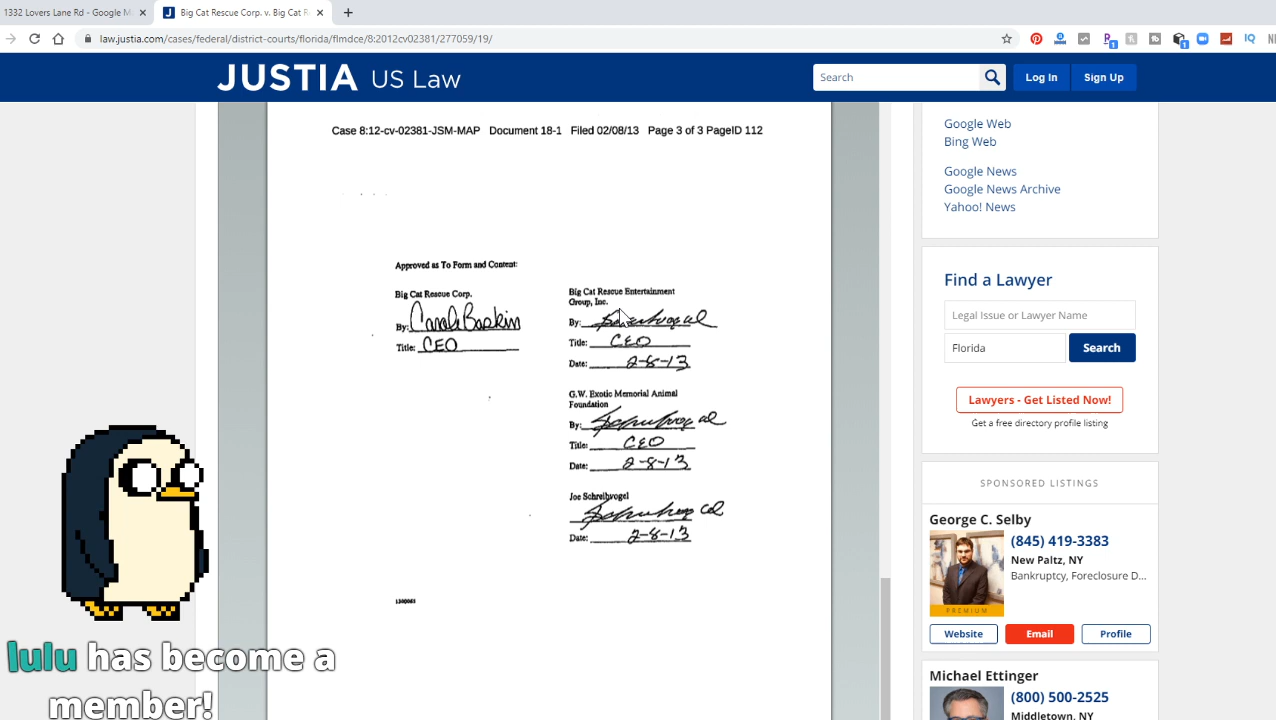 1332 Lovers Lane Rd - Google M
Big Cat Rescue Corp. v. Big Cat R
law.justia.com/cases/federal/district-courts/florida/flmdce/8:2012cv02381/277059/19/
JUSTIA US Law
Search
Log In
Sign Up
Case 8:12-cv-02381-JSM-MAP Document 18-1 Filed 02/08/13 Page 3 of 3 PageID 112
Approved as To Form and Content:
Big Cat Rescue Corp.
By: Carole Baskin
Title: CEO
Big Cat Rescue Entertainment
Group, Inc.
By:
Title: CEO
Date: 2-8-13
G.W. Exotic Memorial Animal
Foundation
By:
Title: CEO
Date: 2-8-13
Joe Schreibvogel
Date: 2-8-13
Google Web
Bing Web
Google News
Google News Archive
Yahoo! News
Find a Lawyer
Legal Issue or Lawyer Name
Florida
Search
Lawyers - Get Listed Now!
Get a free directory profile listing
SPONSORED LISTINGS
George C. Selby
(845) 419-3383
New Paltz, NY
Bankruptcy, Foreclosure D...
PREMIUM
Website
Email
Profile
Michael Ettinger
(800) 500-2525
Middletown, NY
lulu has become a
member!